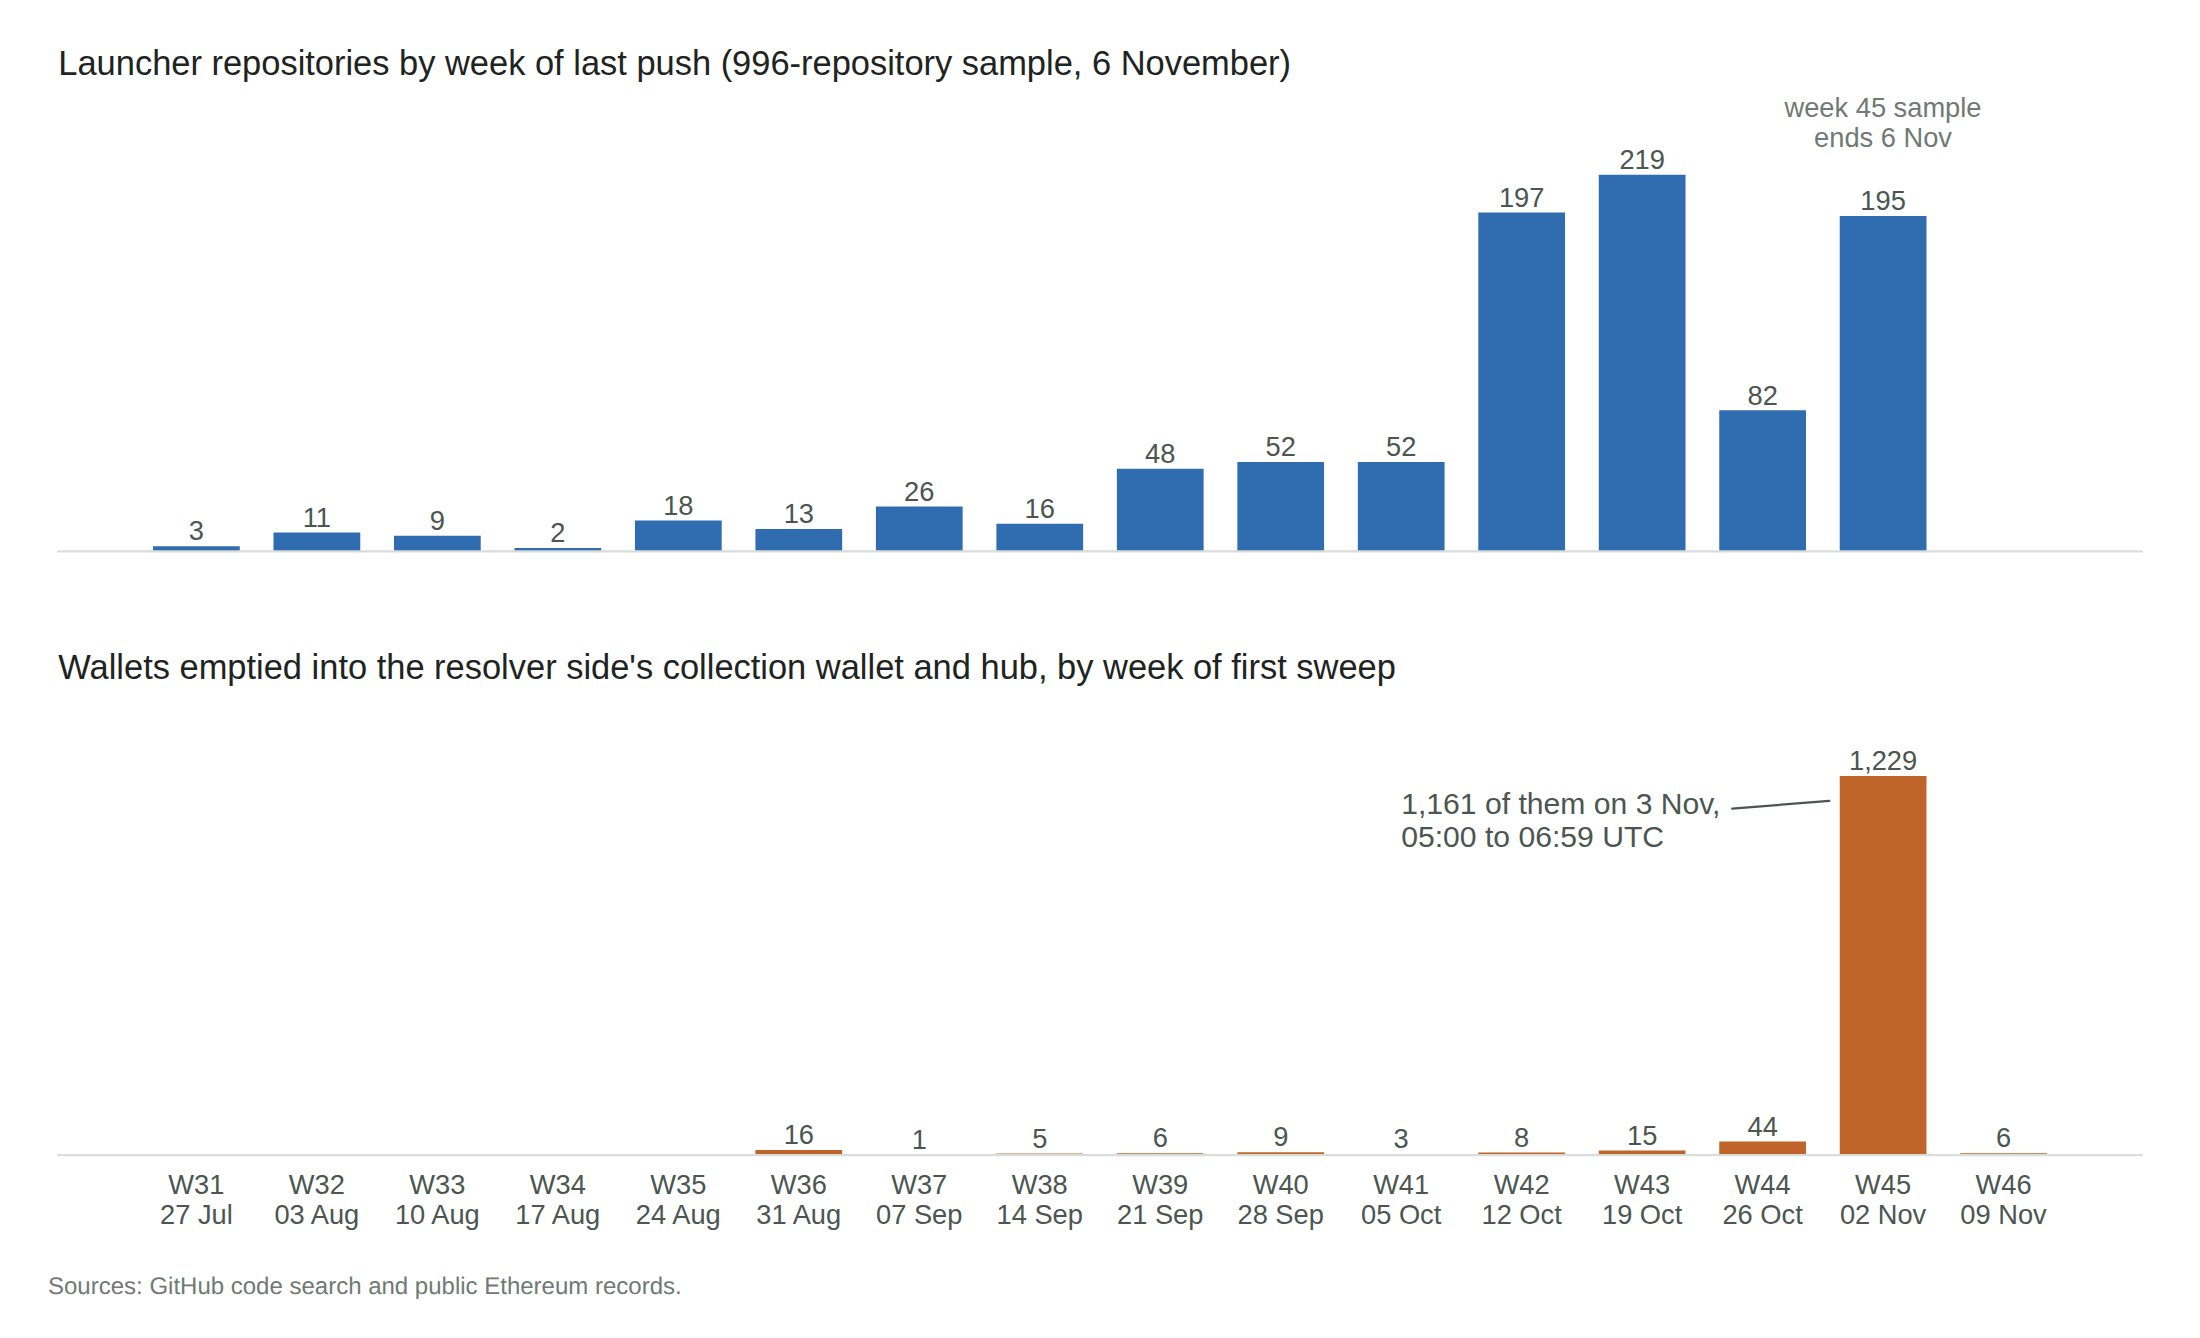 Launcher repositories by week of last push (996-repository sample, 6 November)
week 45 sample
ends 6 Nov
3
11
9
2
18
13
26
16
48
52
52
197
219
82
195
Wallets emptied into the resolver side's collection wallet and hub, by week of first sweep
1,161 of them on 3 Nov,
05:00 to 06:59 UTC
16
1
5
6
9
3
8
15
44
1,229
6
W31 W32 W33 W34 W35 W36 W37 W38 W39 W40 W41 W42 W43 W44 W45 W46
27 Jul 03 Aug 10 Aug 17 Aug 24 Aug 31 Aug 07 Sep 14 Sep 21 Sep 28 Sep 05 Oct 12 Oct 19 Oct 26 Oct 02 Nov 09 Nov
Sources: GitHub code search and public Ethereum records.